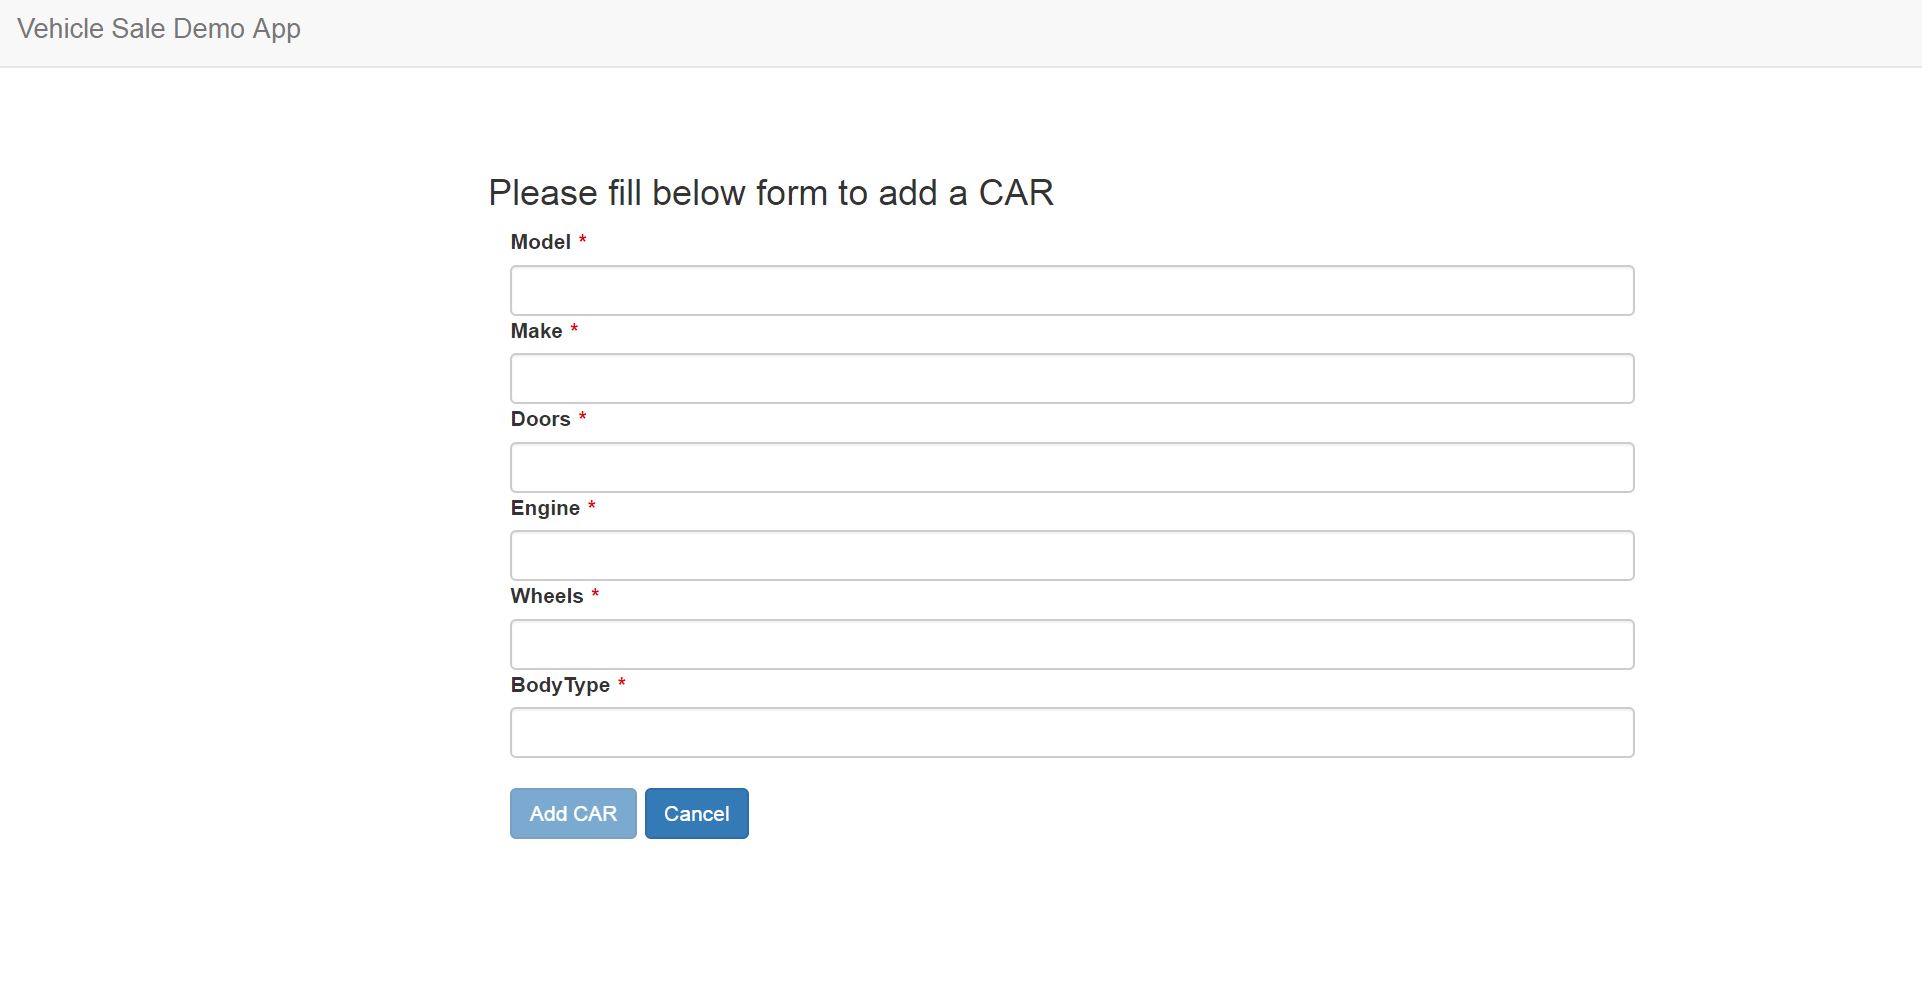 Vehicle Sale Demo App
Please fill below form to add a CAR
Model *
Make *
Doors *
Engine *
Wheels *
BodyType *
Add CAR Cancel